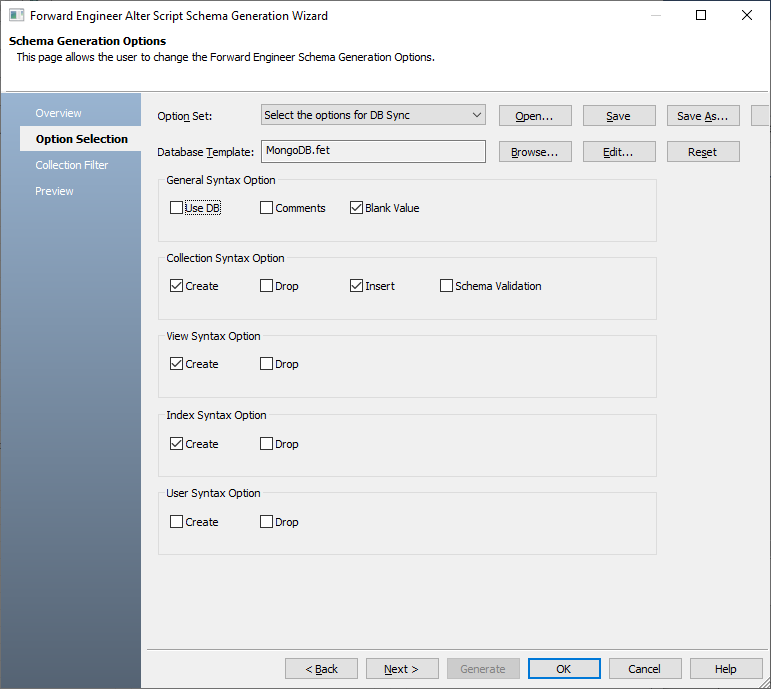 Forward Engineer Alter Script Schema Generation Wizard
Schema Generation Options
This page allows the user to change the Forward Engineer Schema Generation Options.
Overview
Option Selection
Collection Filter
Preview
Option Set: Select the options for DB Sync Open... Save Save As...
Database Template: MongoDB.fet Browse... Edit... Reset
General Syntax Option
Use DB Comments Blank Value
Collection Syntax Option
Create Drop Insert Schema Validation
View Syntax Option
Create Drop
Index Syntax Option
Create Drop
User Syntax Option
Create Drop
< Back Next > Generate OK Cancel Help